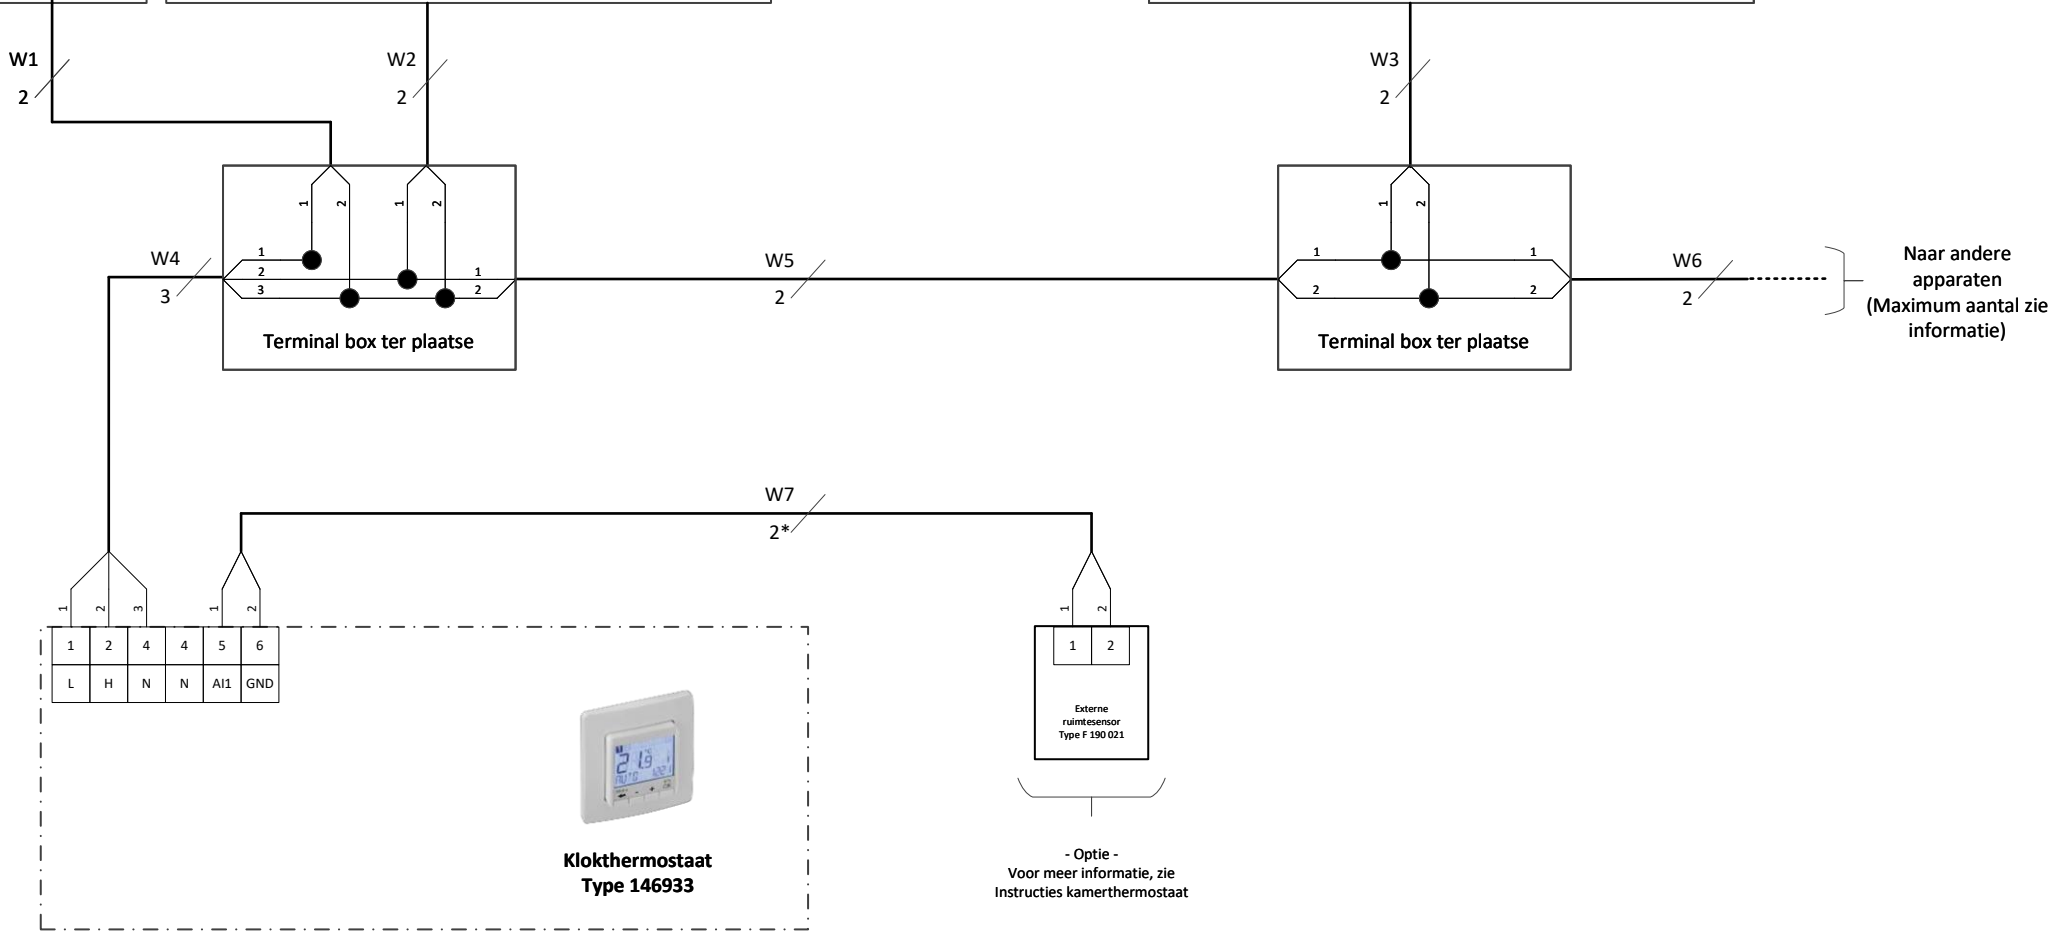 W1
2
W2
2
W3
2
1
2
1
2
1
2
W4
3
1
2
3
1
2
Terminal box ter plaatse
W5
2
1
2
1
2
Terminal box ter plaatse
W6
2
Naar andere
apparaten
(Maximum aantal zie
informatie)
W7
2*
1
2
3
1
2
1
2
1 2 4 4 5 6
L H N N AI1 GND
1 2
Externe
ruimtesensor
Type F 190 021
21.9
Klokthermostaat
Type 146933
- Optie -
Voor meer informatie, zie
Instructies kamerthermostaat